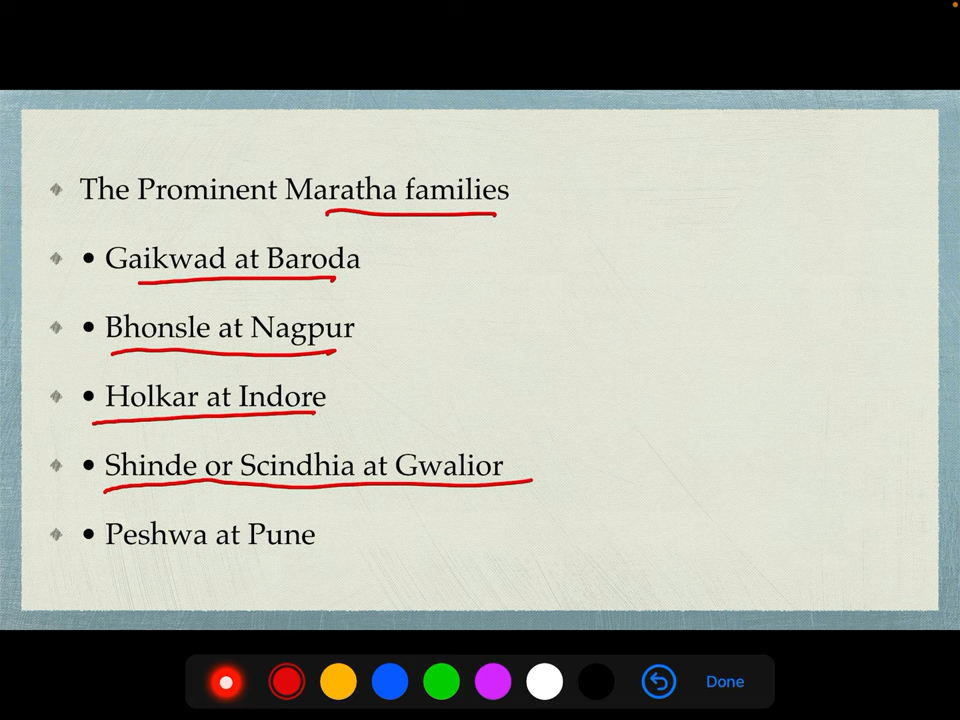 The Prominent Maratha families
• Gaikwad at Baroda
• Bhonsle at Nagpur
• Holkar at Indore
• Shinde or Scindhia at Gwalior
• Peshwa at Pune
Done